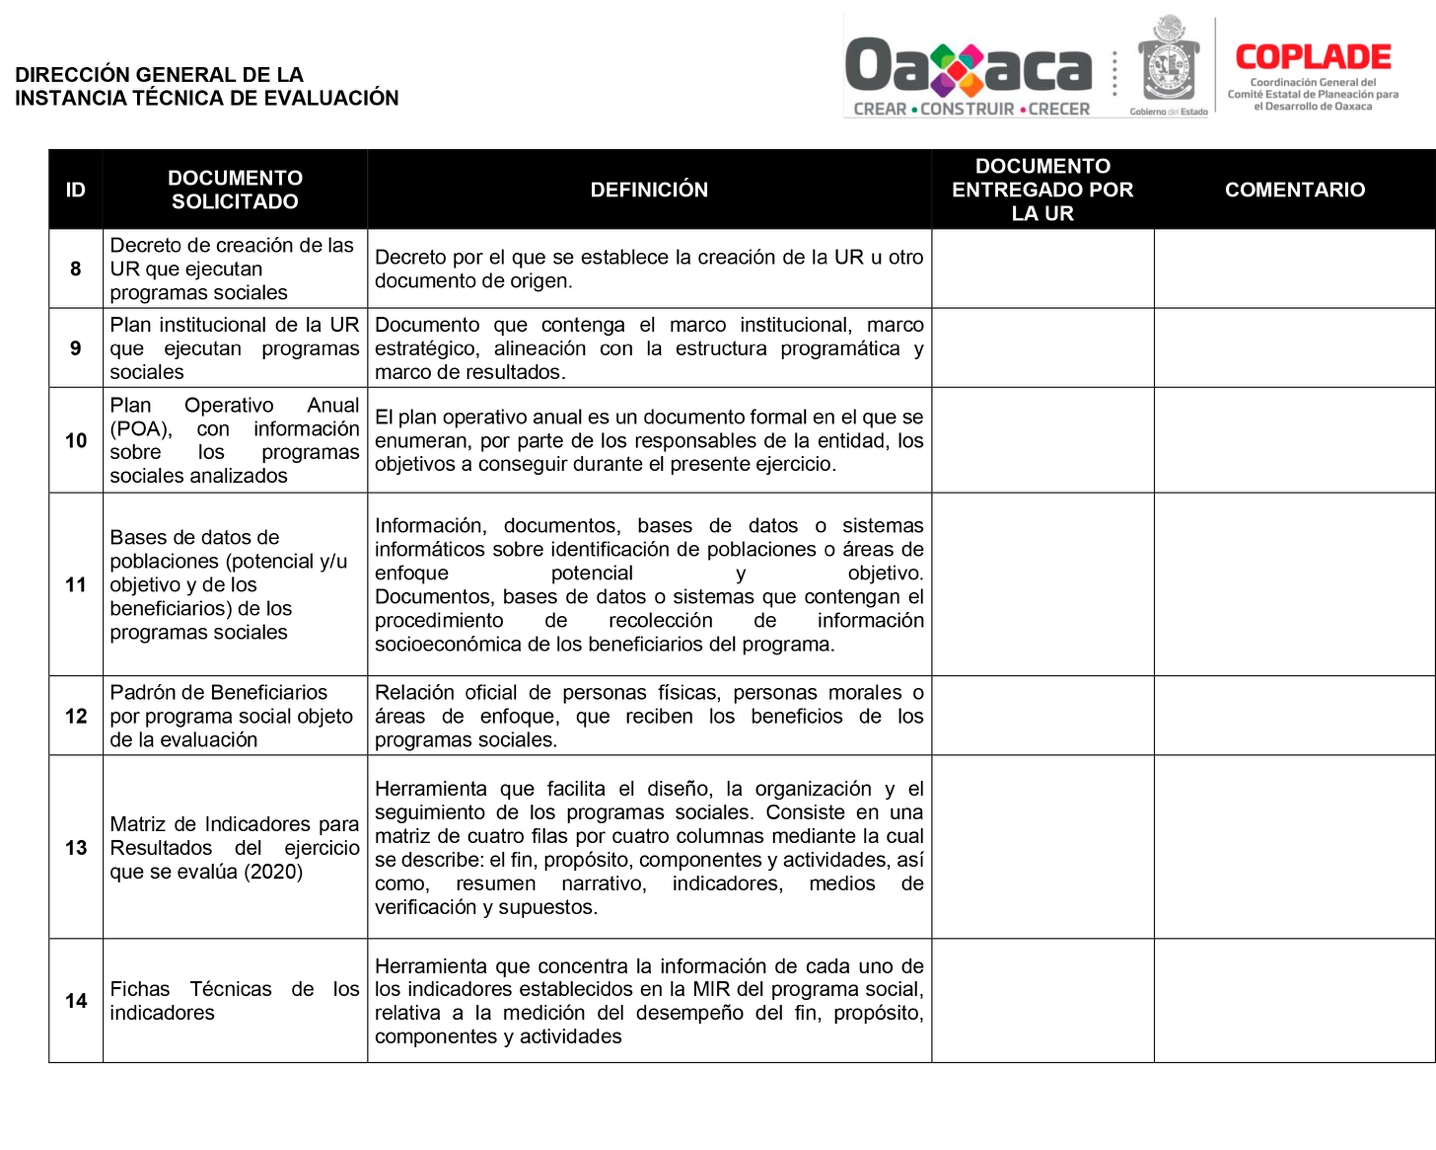 DIRECCIÓN GENERAL DE LA
INSTANCIA TÉCNICA DE EVALUACIÓN
Oaxaca
CREAR • CONSTRUIR • CRECER
Gobierno del Estado
COPLADE
Coordinación General del
Comité Estatal de Planeación para
el Desarrollo de Oaxaca
ID
DOCUMENTO
SOLICITADO
DEFINICIÓN
DOCUMENTO
ENTREGADO POR
LA UR
COMENTARIO
8
Decreto de creación de las
UR que ejecutan
programas sociales
Decreto por el que se establece la creación de la UR u otro
documento de origen.
9
Plan institucional de la UR
que ejecutan programas
sociales
Documento que contenga el marco institucional, marco
estratégico, alineación con la estructura programática y
marco de resultados.
10
Plan Operativo Anual
(POA), con información
sobre los programas
sociales analizados
El plan operativo anual es un documento formal en el que se
enumeran, por parte de los responsables de la entidad, los
objetivos a conseguir durante el presente ejercicio.
11
Bases de datos de
poblaciones (potencial y/u
objetivo y de los
beneficiarios) de los
programas sociales
Información, documentos, bases de datos o sistemas
informáticos sobre identificación de poblaciones o áreas de
enfoque potencial y objetivo.
Documentos, bases de datos o sistemas que contengan el
procedimiento de recolección de información
socioeconómica de los beneficiarios del programa.
12
Padrón de Beneficiarios
por programa social objeto
de la evaluación
Relación oficial de personas físicas, personas morales o
áreas de enfoque, que reciben los beneficios de los
programas sociales.
13
Matriz de Indicadores para
Resultados del ejercicio
que se evalúa (2020)
Herramienta que facilita el diseño, la organización y el
seguimiento de los programas sociales. Consiste en una
matriz de cuatro filas por cuatro columnas mediante la cual
se describe: el fin, propósito, componentes y actividades, así
como, resumen narrativo, indicadores, medios de
verificación y supuestos.
14
Fichas Técnicas de los
indicadores
Herramienta que concentra la información de cada uno de
los indicadores establecidos en la MIR del programa social,
relativa a la medición del desempeño del fin, propósito,
componentes y actividades